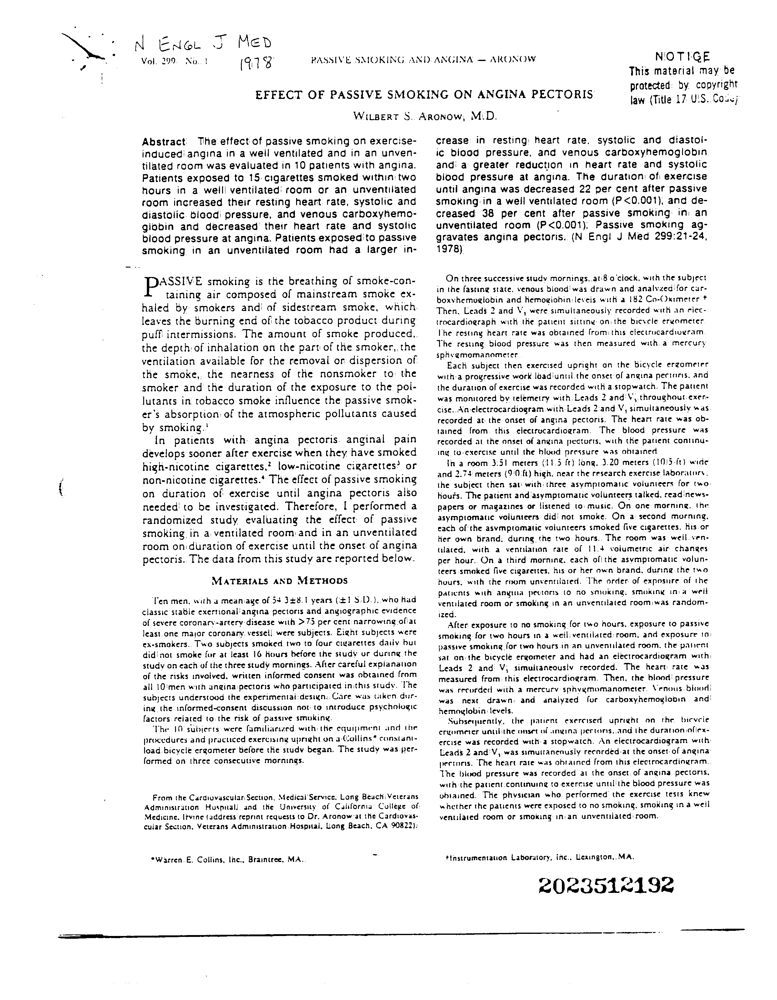 N ENGL J MED
Vol. 299 No. 1
1978
PASSIVE SMOKING AND ANGINA — ARONOW
NOTICE
This material may be
protected by copyright
law (Title 17 U.S. Code)
EFFECT OF PASSIVE SMOKING ON ANGINA PECTORIS
WILBERT S. ARONOW, M.D.
Abstract The effect of passive smoking on exercise-
induced angina in a well ventilated and in an unven-
tilated room was evaluated in 10 patients with angina.
Patients exposed to 15 cigarettes smoked within two
hours in a well ventilated room or an unventilated
room increased their resting heart rate, systolic and
diastolic blood pressure, and venous carboxyhemo-
globin and decreased their heart rate and systolic
blood pressure at angina. Patients exposed to passive
smoking in an unventilated room had a larger in-
crease in resting heart rate, systolic and diastol-
ic blood pressure, and venous carboxyhemoglobin
and a greater reduction in heart rate and systolic
blood pressure at angina. The duration of exercise
until angina was decreased 22 per cent after passive
smoking in a well ventilated room (P<0.001), and de-
creased 38 per cent after passive smoking in an
unventilated room (P<0.001). Passive smoking ag-
gravates angina pectoris. (N Engl J Med 299:21-24,
1978)
PASSIVE smoking is the breathing of smoke-con-
taining air composed of mainstream smoke ex-
haled by smokers and of sidestream smoke, which
leaves the burning end of the tobacco product during
puff intermissions. The amount of smoke produced,
the depth of inhalation on the part of the smoker, the
ventilation available for the removal or dispersion of
the smoke, the nearness of the nonsmoker to the
smoker and the duration of the exposure to the pol-
lutants in tobacco smoke influence the passive smok-
er's absorption of the atmospheric pollutants caused
by smoking.¹
In patients with angina pectoris anginal pain
develops sooner after exercise when they have smoked
high-nicotine cigarettes,² low-nicotine cigarettes³ or
non-nicotine cigarettes.⁴ The effect of passive smoking
on duration of exercise until angina pectoris also
needed to be investigated. Therefore, I performed a
randomized study evaluating the effect of passive
smoking in a ventilated room and in an unventilated
room on duration of exercise until the onset of angina
pectoris. The data from this study are reported below.
MATERIALS AND METHODS
Ten men, with a mean age of 54.3±8.1 years (±1 S.D.), who had
classic stable exertional angina pectoris and angiographic evidence
of severe coronary-artery disease with >75 per cent narrowing of at
least one major coronary vessel were subjects. Eight subjects were
ex-smokers. Two subjects smoked two to four cigarettes daily but
did not smoke for at least 16 hours before the study or during the
study on each of the three study mornings. After careful explanation
of the risks involved, written informed consent was obtained from
all 10 men with angina pectoris who participated in this study. The
subjects understood the experimental design. Care was taken dur-
ing the informed-consent discussion not to introduce psychologic
factors related to the risk of passive smoking.
The 10 subjects were familiarized with the equipment and the
procedures and practiced exercising upright on a Collins* constant-
load bicycle ergometer before the study began. The study was per-
formed on three consecutive mornings.
From the Cardiovascular Section, Medical Service, Long Beach Veterans
Administration Hospital, and the University of California College of
Medicine, Irvine (address reprint requests to Dr. Aronow at the Cardiovas-
cular Section, Veterans Administration Hospital, Long Beach, CA 90822).
*Warren E. Collins, Inc., Braintree, MA.
On three successive study mornings, at 8 o'clock, with the subject
in the fasting state, venous blood was drawn and analyzed for car-
boxyhemoglobin and hemoglobin levels with a 182 Co-Oximeter.†
Then, Leads 2 and V₅ were simultaneously recorded with an elec-
trocardiograph with the patient sitting on the bicycle ergometer.
The resting heart rate was obtained from this electrocardiogram.
The resting blood pressure was then measured with a mercury
sphygmomanometer.
Each subject then exercised upright on the bicycle ergometer
with a progressive work load until the onset of angina pectoris, and
the duration of exercise was recorded with a stopwatch. The patient
was monitored by telemetry with Leads 2 and V₅ throughout exer-
cise. An electrocardiogram with Leads 2 and V₅ simultaneously was
recorded at the onset of angina pectoris. The heart rate was ob-
tained from this electrocardiogram. The blood pressure was
recorded at the onset of angina pectoris, with the patient continu-
ing to exercise until the blood pressure was obtained.
In a room 3.51 meters (11.5 ft) long, 3.20 meters (10.5 ft) wide
and 2.74 meters (9.0 ft) high, near the research exercise laboratory,
the subject then sat with three asymptomatic volunteers for two
hours. The patient and asymptomatic volunteers talked, read news-
papers or magazines or listened to music. On one morning, the
asymptomatic volunteers did not smoke. On a second morning,
each of the asymptomatic volunteers smoked five cigarettes, his or
her own brand, during the two hours. The room was well ven-
tilated, with a ventilation rate of 11.4 volumetric air changes
per hour. On a third morning, each of the asymptomatic volun-
teers smoked five cigarettes, his or her own brand, during the two
hours, with the room unventilated. The order of exposure of the
patients with angina pectoris to no smoking, smoking in a well
ventilated room or smoking in an unventilated room was random-
ized.
After exposure to no smoking for two hours, exposure to passive
smoking for two hours in a well ventilated room, and exposure to
passive smoking for two hours in an unventilated room, the patient
sat on the bicycle ergometer and had an electrocardiogram with
Leads 2 and V₅ simultaneously recorded. The heart rate was
measured from this electrocardiogram. Then, the blood pressure
was recorded with a mercury sphygmomanometer. Venous blood
was next drawn and analyzed for carboxyhemoglobin and
hemoglobin levels.
Subsequently, the patient exercised upright on the bicycle
ergometer until the onset of angina pectoris, and the duration of ex-
ercise was recorded with a stopwatch. An electrocardiogram with
Leads 2 and V₅ was simultaneously recorded at the onset of angina
pectoris. The heart rate was obtained from this electrocardiogram.
The blood pressure was recorded at the onset of angina pectoris,
with the patient continuing to exercise until the blood pressure was
obtained. The physician who performed the exercise tests knew
whether the patients were exposed to no smoking, smoking in a well
ventilated room or smoking in an unventilated room.
†Instrumentation Laboratory, Inc., Lexington, MA.
2023512192